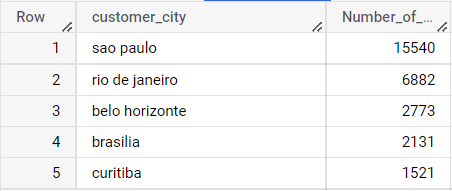 Row customer_city Number_of_...
1 sao paulo 15540
2 rio de janeiro 6882
3 belo horizonte 2773
4 brasilia 2131
5 curitiba 1521